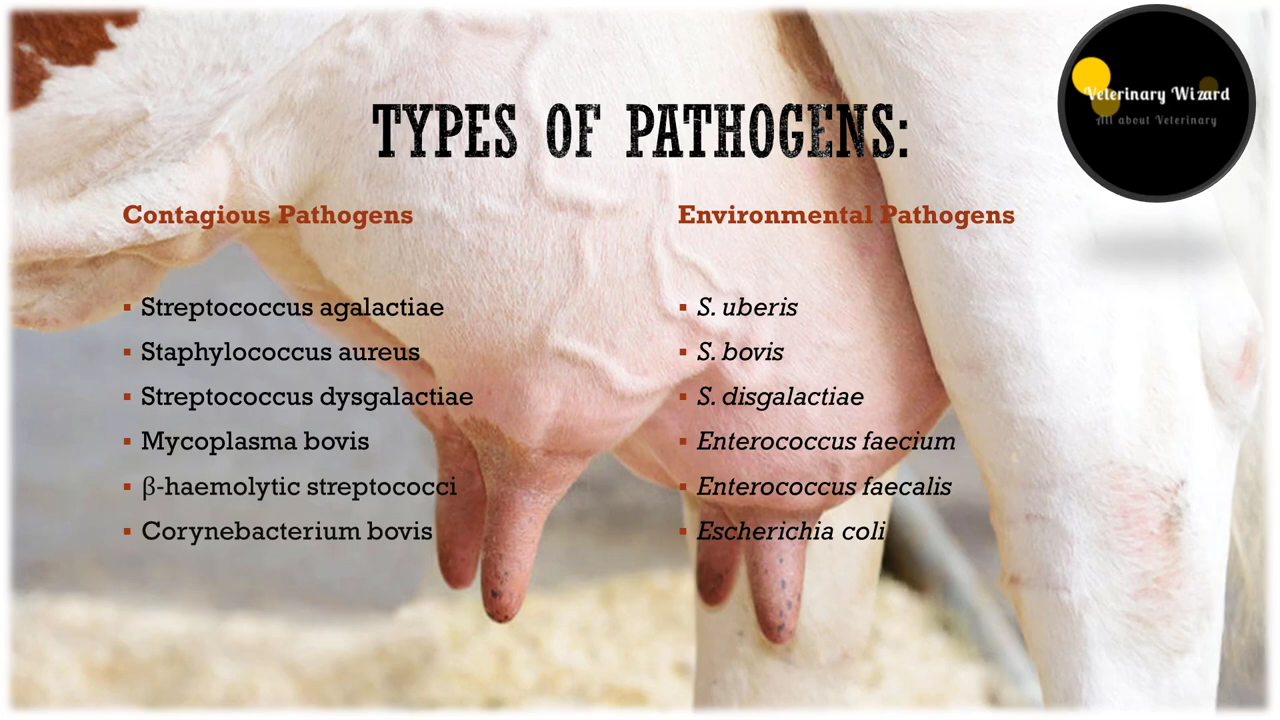 Veterinary Wizard
All about Veterinary
TYPES OF PATHOGENS:
Contagious Pathogens
▪ Streptococcus agalactiae
▪ Staphylococcus aureus
▪ Streptococcus dysgalactiae
▪ Mycoplasma bovis
▪ β-haemolytic streptococci
▪ Corynebacterium bovis
Environmental Pathogens
▪ S. uberis
▪ S. bovis
▪ S. disgalactiae
▪ Enterococcus faecium
▪ Enterococcus faecalis
▪ Escherichia coli